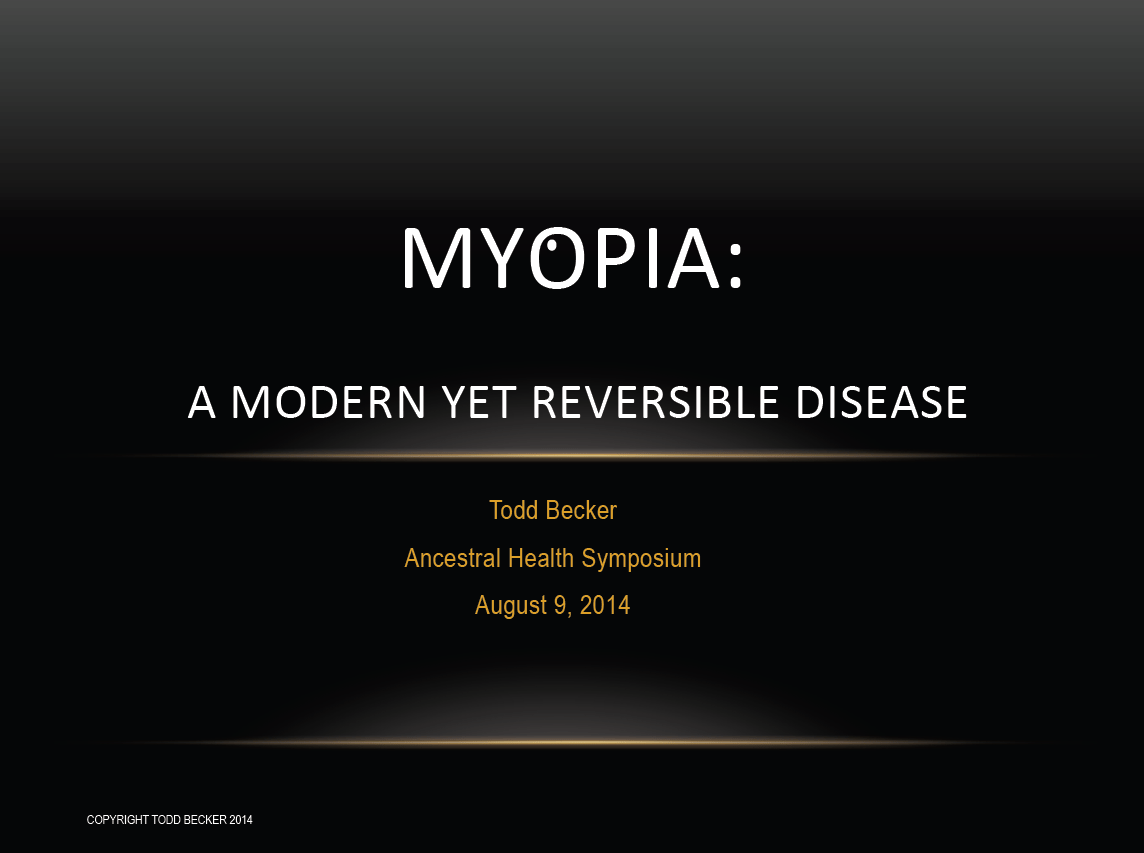 MYOPIA:
A MODERN YET REVERSIBLE DISEASE
Todd Becker
Ancestral Health Symposium
August 9, 2014
COPYRIGHT TODD BECKER 2014